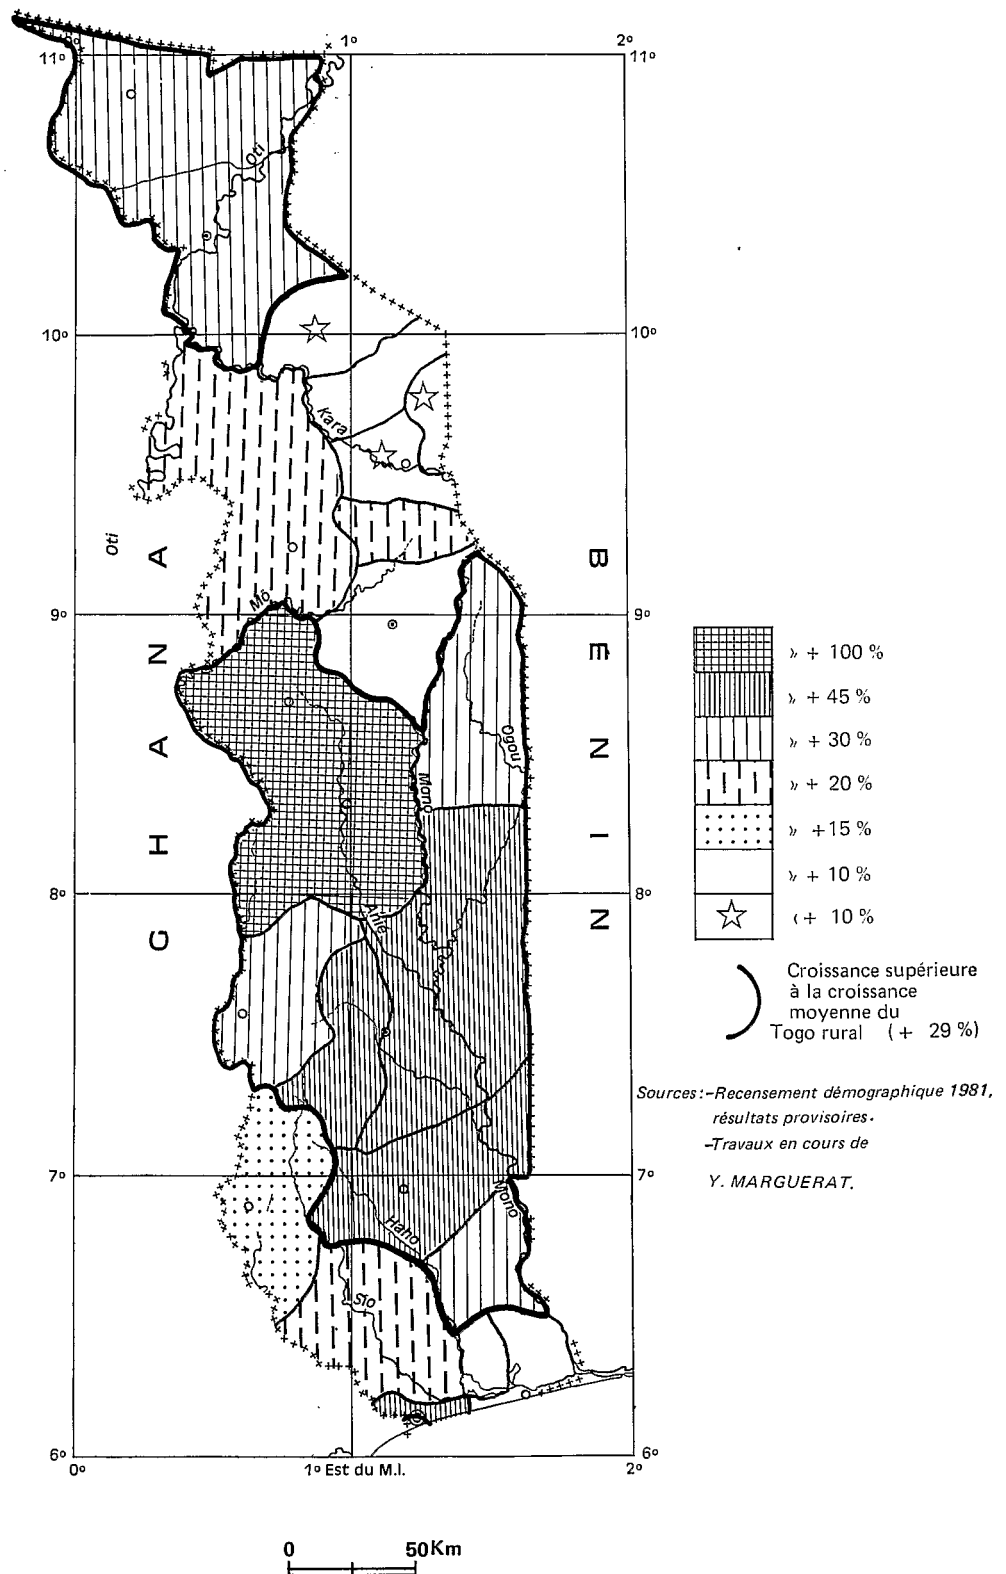 0°
1°
2°
11°
11°
Oti
10°
10°
Kara
Oti
GHANA
BÉNIN
Mô
9°
9°
Ogou
Mono
» + 100 %
» + 45 %
» + 30 %
» + 20 %
» +15 %
» + 10 %
( + 10 %
8°
8°
Anié
Croissance supérieure
à la croissance
moyenne du
Togo rural (+ 29 %)
Sources:-Recensement démographique 1981,
résultats provisoires.
-Travaux en cours de
Y. MARGUERAT.
7°
7°
Mono
Haho
Sio
6°
6°
0°
1° Est du M.I.
2°
0 50Km